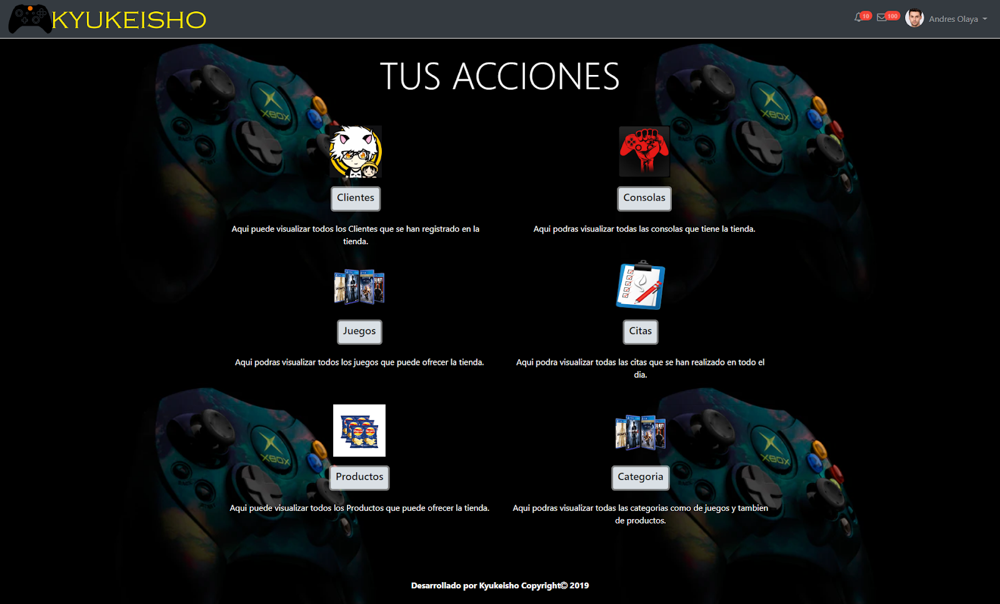 KYUKEISHO
10
100
Andres Olaya
TUS ACCIONES
XBOX
XBOX
Clientes
Consolas
Aqui puede visualizar todos los Clientes que se han registrado en la
tienda.
Aqui podras visualizar todas las consolas que tiene la tienda.
Juegos
Citas
Aqui podras visualizar todos los juegos que puede ofrecer la tienda.
Aqui podra visualizar todas las citas que se han realizado en todo el
dia.
XBOX
XBOX
Productos
Categoria
Aqui puede visualizar todos los Productos que puede ofrecer la tienda.
Aqui podras visualizar todas las categorias como de juegos y tambien
de productos.
Desarrollado por Kyukeisho Copyright© 2019